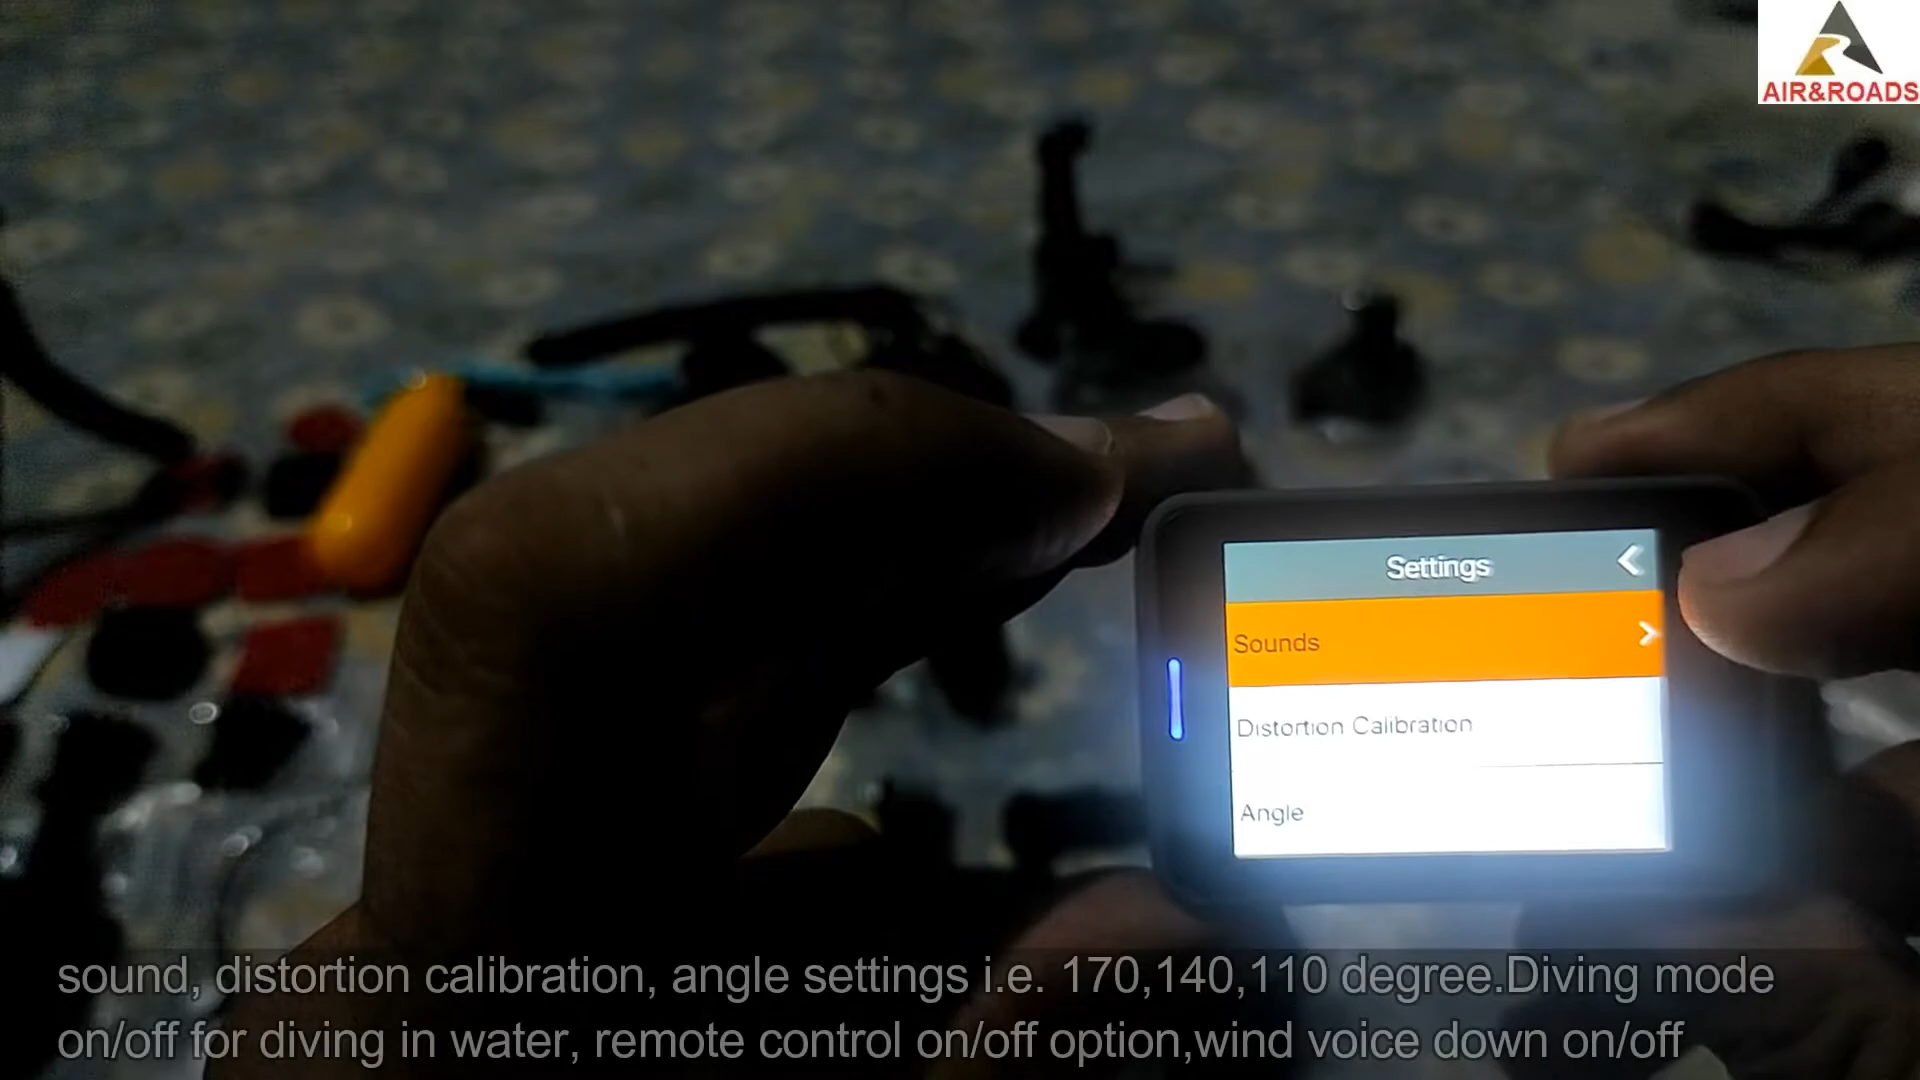 AIR&ROADS
Settings
Sounds
Distortion Calibration
Angle
sound, distortion calibration, angle settings i.e. 170,140,110 degree.Diving mode
on/off for diving in water, remote control on/off option,wind voice down on/off